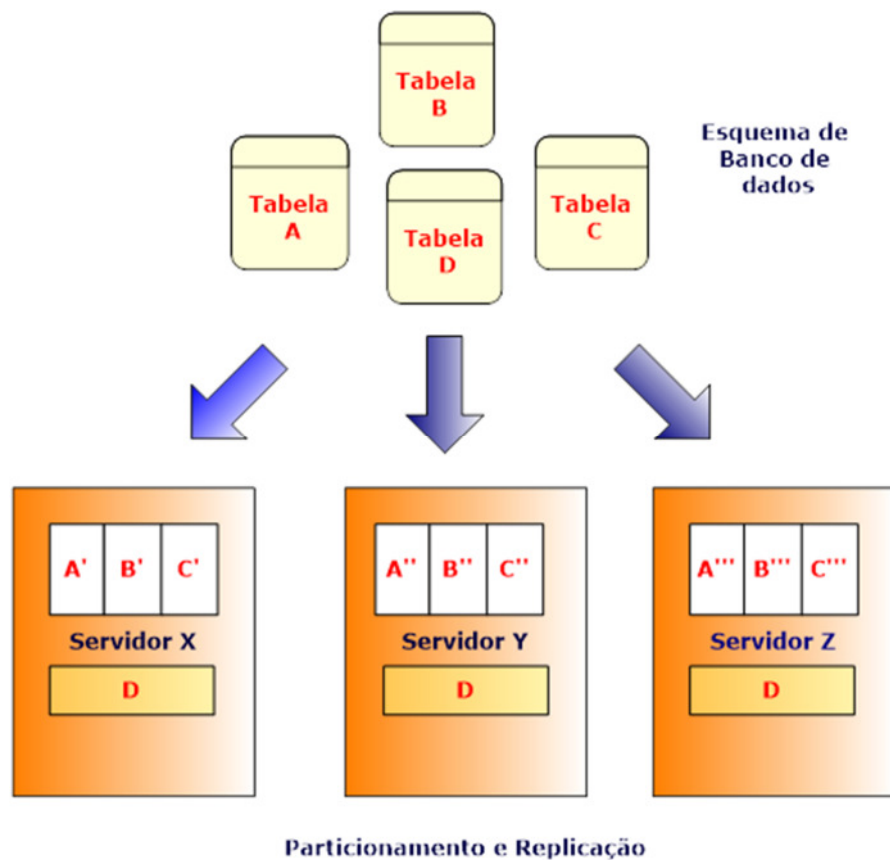 Tabela
B
Esquema de
Banco de
dados
Tabela
A
Tabela
D
Tabela
C
A' B' C'
Servidor X
D
A'' B'' C''
Servidor Y
D
A''' B''' C'''
Servidor Z
D
Particionamento e Replicação